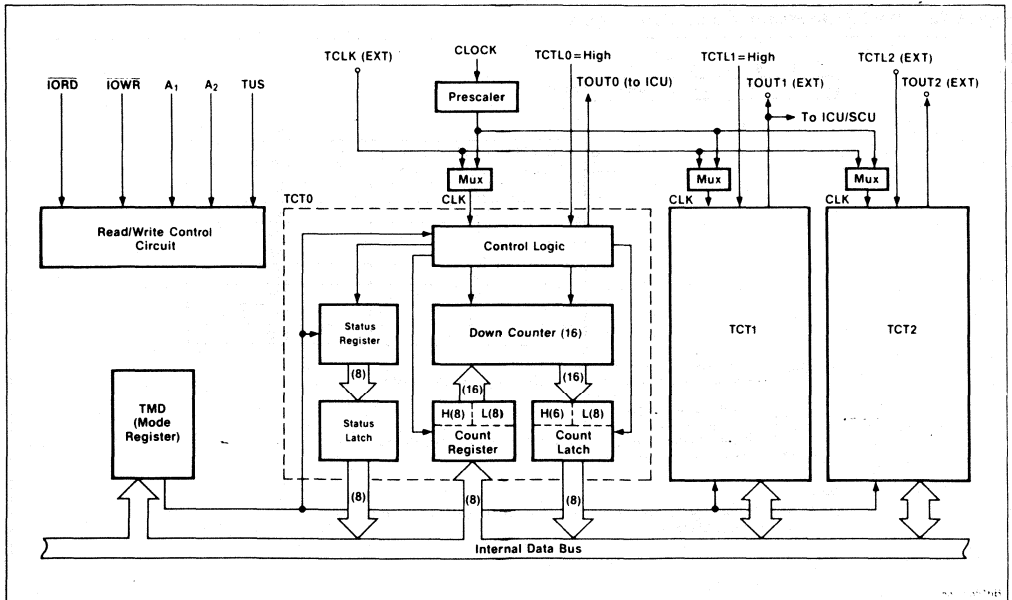 CLOCK
TCLK (EXT)
TCTL0=High
TCTL1=High
TCTL2 (EXT)
TOUT0 (to ICU)
TOUT1 (EXT)
TOUT2 (EXT)
IORD
IOWR
A1
A2
TUS
Prescaler
To ICU/SCU
Mux
Mux
Mux
TCT0
CLK
CLK
CLK
Read/Write Control
Circuit
Control Logic
Status
Register
Down Counter (16)
TCT1
TCT2
(8)
(16)
(16)
TMD
(Mode
Register)
Status
Latch
H(8)
L(8)
Count
Register
H(6)
L(8)
Count
Latch
(8)
(8)
(8)
Internal Data Bus